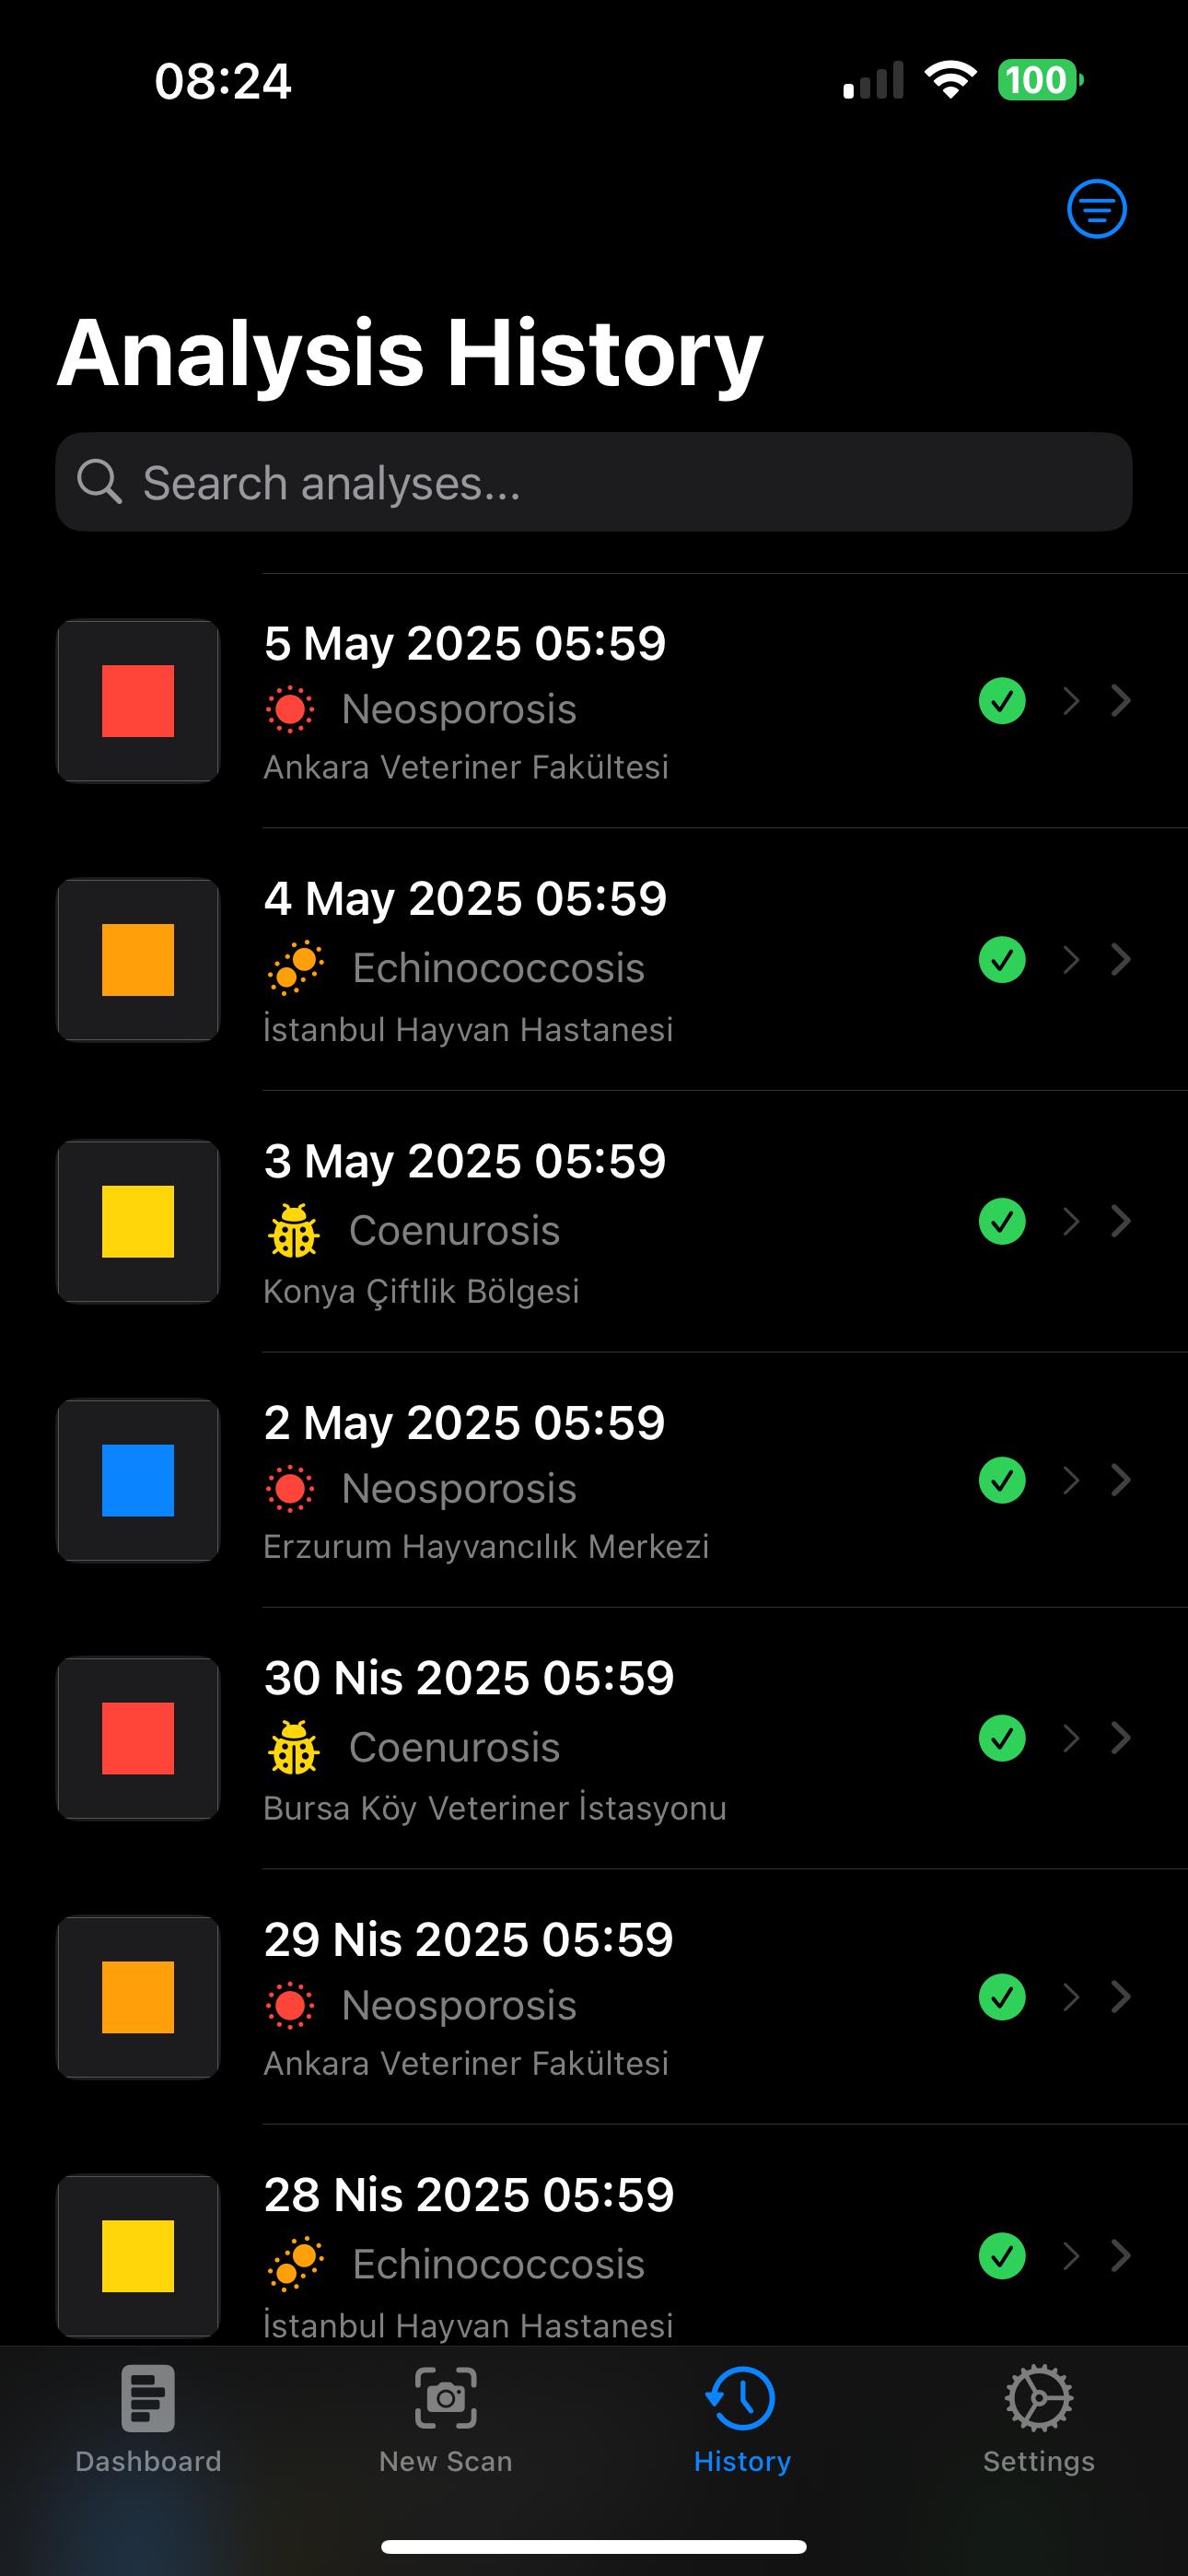 08:24
100
Analysis History
Search analyses...
5 May 2025 05:59
Neosporosis
Ankara Veteriner Fakültesi
4 May 2025 05:59
Echinococcosis
İstanbul Hayvan Hastanesi
3 May 2025 05:59
Coenurosis
Konya Çiftlik Bölgesi
2 May 2025 05:59
Neosporosis
Erzurum Hayvancılık Merkezi
30 Nis 2025 05:59
Coenurosis
Bursa Köy Veteriner İstasyonu
29 Nis 2025 05:59
Neosporosis
Ankara Veteriner Fakültesi
28 Nis 2025 05:59
Echinococcosis
İstanbul Hayvan Hastanesi
Dashboard
New Scan
History
Settings